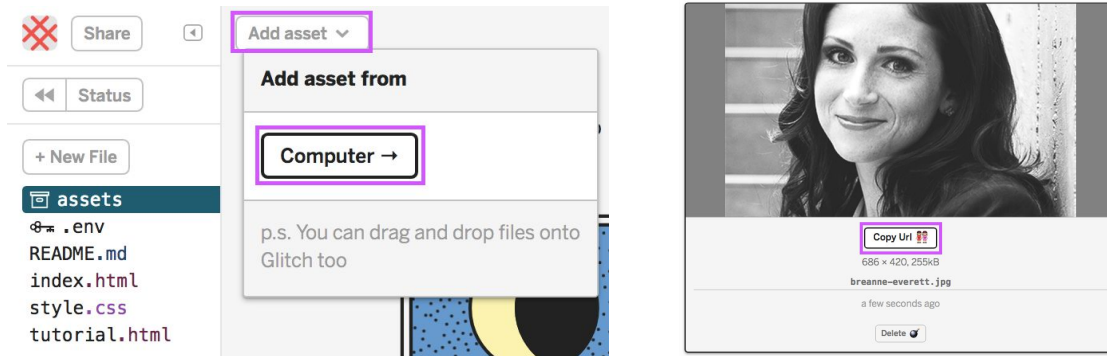 Share
Add asset
Status
Add asset from
+ New File
Computer →
assets
.env
README.md
index.html
style.css
tutorial.html
p.s. You can drag and drop files onto
Glitch too
Copy Url
686 × 420, 255kB
breanne-everett.jpg
a few seconds ago
Delete